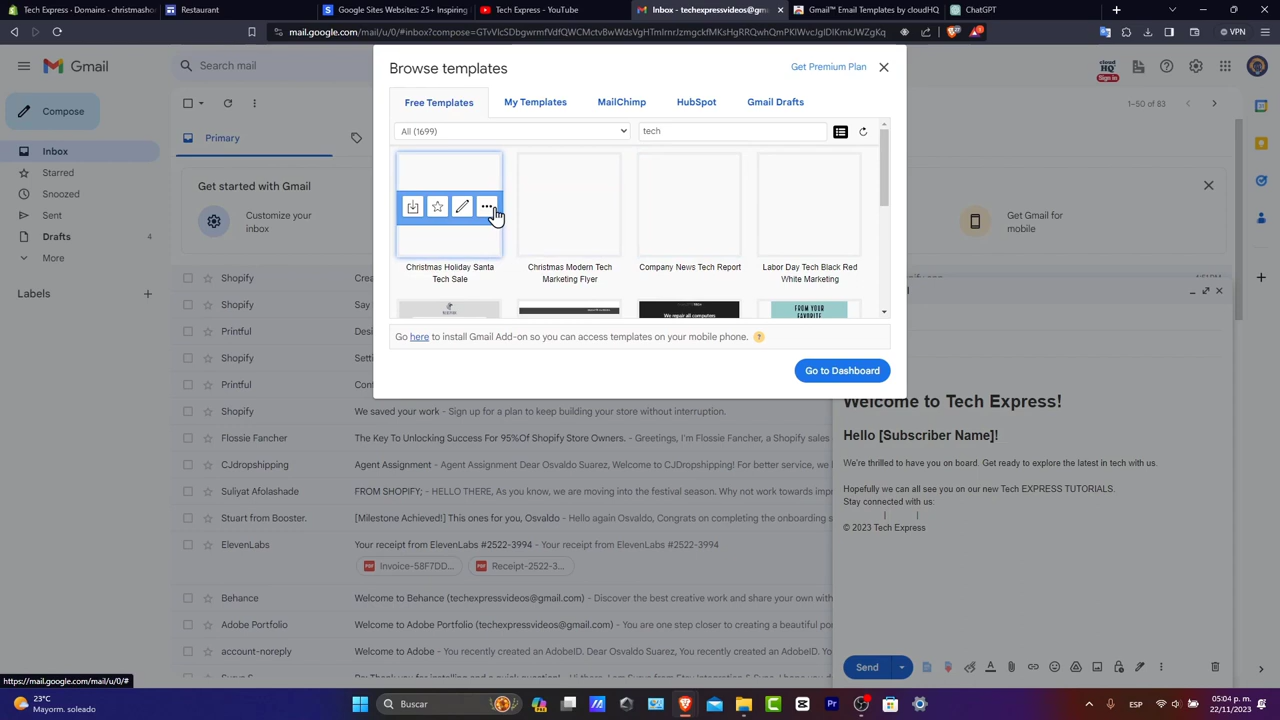 Tech Express · Domains · christmasho
Restaurant
Google Sites Websites: 25+ Inspiring
Tech Express - YouTube
Inbox - techexpressvideos@gm
Gmail™ Email Templates by cloudHQ
ChatGPT
mail.google.com/mail/u/0/#inbox?compose=
VPN
Gmail
Search mail
Compose
Inbox
Starred
Snoozed
Sent
Drafts
4
More
Labels
Primary
1–50 of 83
cloud HQ
Sign in
Get started with Gmail
Customize your
inbox
Get Gmail for
mobile
Browse templates
Get Premium Plan
Free Templates
My Templates
MailChimp
HubSpot
Gmail Drafts
All (1699)
tech
Christmas Holiday Santa
Tech Sale
Christmas Modern Tech
Marketing Flyer
Company News Tech Report
Labor Day Tech Black Red
White Marketing
We repair all computers
FROM YOUR
FAVORITE
Go here to install Gmail Add-on so you can access templates on your mobile phone. ?
Go to Dashboard
Shopify
Shopify
Say
Printful
Shopify
Printful
Shopify We saved your work - Sign up for a plan to keep building your store without interruption.
Flossie Fancher The Key To Unlocking Success For 95%Of Shopify Store Owners. - Greetings, I'm Flossie Fancher, a Shopify sales
CJdropshipping Agent Assignment - Agent Assignment Dear Osvaldo Suarez, Welcome to CJDropshipping! For better service, we
Suliyat Afolashade FROM SHOPIFY; - HELLO THERE, As you know, we are moving into the festival season. Why not work towards
Stuart from Booster. [Milestone Achieved!] This ones for you, Osvaldo - Hello again Osvaldo, Congrats on completing the onboarding
ElevenLabs Your receipt from ElevenLabs #2522-3994 - Your receipt from ElevenLabs #2522-3994
PDF Invoice-58F7DD... PDF Receipt-2522-3...
Behance Welcome to Behance (techexpressvideos@gmail.com) - Discover the best creative work and share your own with
Adobe Portfolio Welcome to Adobe Portfolio (techexpressvideos@gmail.com) - You are one step closer to creating a beautiful
account-noreply Welcome to Adobe - You recently created an AdobeID. Dear Osvaldo Suarez, Welcome to Adobe! You recently
Welcome to Tech Express!
Hello [Subscriber Name]!
We're thrilled to have you on board. Get ready to explore the latest in tech with us.
Hopefully we can all see you on our new Tech EXPRESS TUTORIALS.
Stay connected with us:
| |
© 2023 Tech Express
Send
https://mail.google.com/mail/u/0/#
23°C
Mayorm. soleado
Buscar
05:04 p. m.
22/11/2023